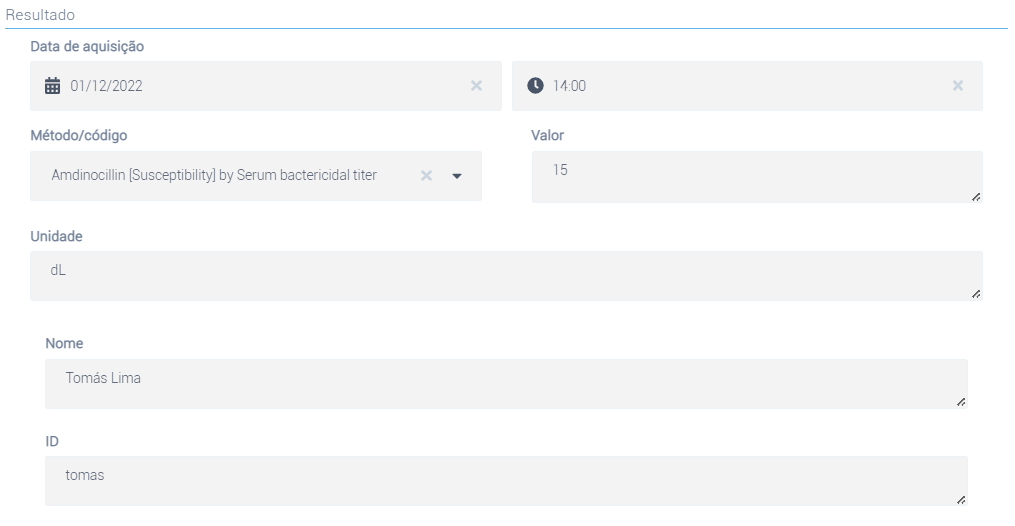 Resultado
Data de aquisição
01/12/2022 14:00
Método/código Valor
Amdinocillin [Susceptibility] by Serum bactericidal titer 15
Unidade
dL
Nome
Tomás Lima
ID
tomas